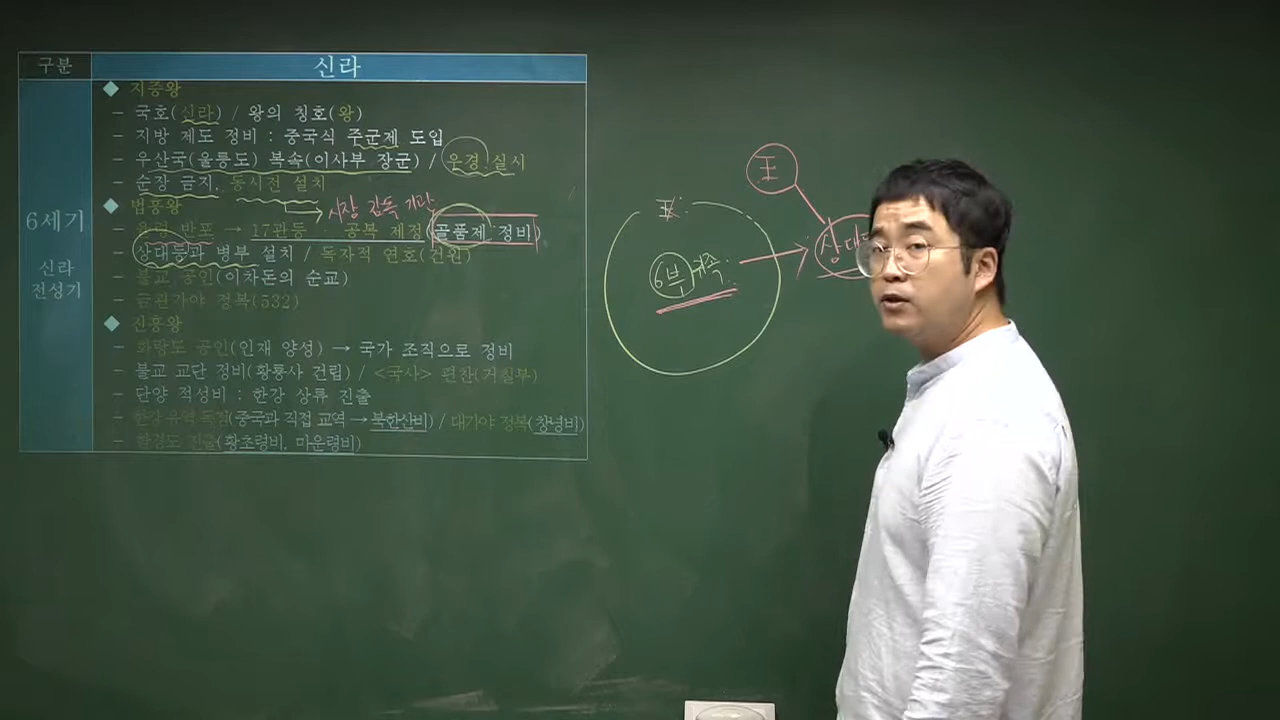 구분 신라
6세기
신라
전성기
◆ 지증왕
- 국호(신라) / 왕의 칭호(왕)
- 지방 제도 정비 : 중국식 주군제 도입
- 우산국(울릉도) 복속(이사부 장군) / 우경 실시
- 순장 금지, 동시전 설치
시장 감독 기관
◆ 법흥왕
- 율령 반포 → 17관등 · 공복 제정(골품제 정비)
- 상대등과 병부 설치 / 독자적 연호(건원)
- 불교 공인(이차돈의 순교)
- 금관가야 정복(532)
◆ 진흥왕
- 화랑도 공인(인재 양성) → 국가 조직으로 정비
- 불교 교단 정비(황룡사 건립) / <국사> 편찬(거칠부)
- 단양 적성비 : 한강 상류 진출
- 한강 유역 독점(중국과 직접 교역 → 북한산비) / 대가야 정복(창녕비)
- 함경도 진출(황초령비, 마운령비)
王
王
6부 귀족
상대